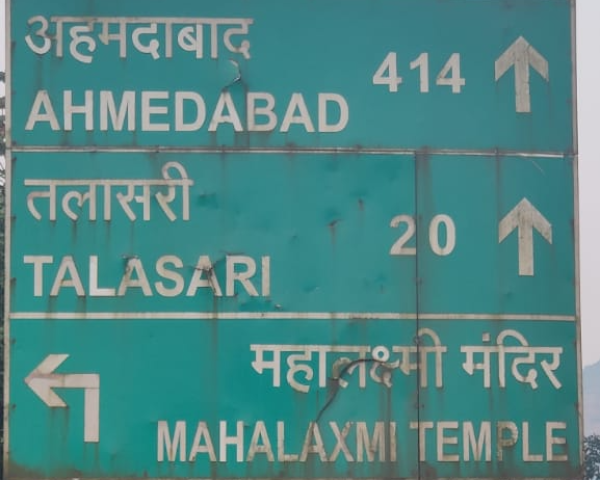 अहमदाबाद
AHMEDABAD 414
तलासरी
TALASARI 20
महालक्ष्मी मंदिर
MAHALAXMI TEMPLE